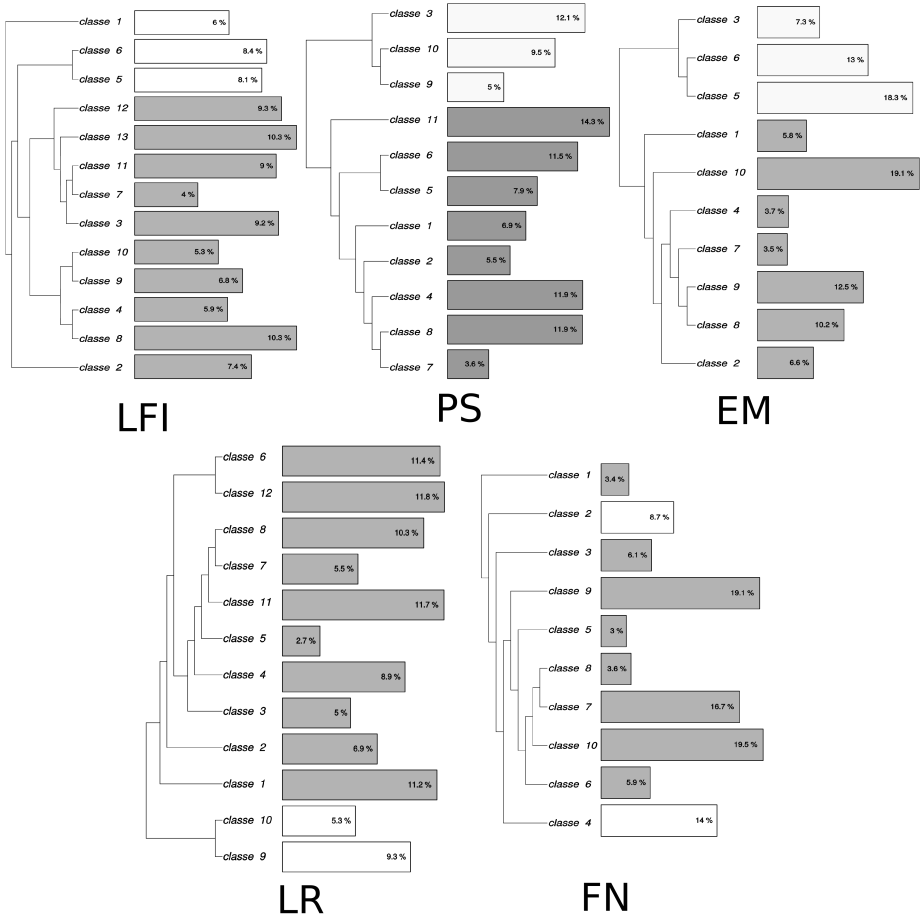 classe 1 6 %
classe 6 8.4 %
classe 5 8.1 %
classe 12 9.3 %
classe 13 10.3 %
classe 11 9 %
classe 7 4 %
classe 3 9.2 %
classe 10 5.3 %
classe 9 6.8 %
classe 4 5.9 %
classe 8 10.3 %
classe 2 7.4 %
LFI
classe 3 12.1 %
classe 10 9.5 %
classe 9 5 %
classe 11 14.3 %
classe 6 11.5 %
classe 5 7.9 %
classe 1 6.9 %
classe 2 5.5 %
classe 4 11.9 %
classe 8 11.9 %
classe 7 3.6 %
PS
classe 3 7.3 %
classe 6 13 %
classe 5 18.3 %
classe 1 5.8 %
classe 10 19.1 %
classe 4 3.7 %
classe 7 3.5 %
classe 9 12.5 %
classe 8 10.2 %
classe 2 6.6 %
EM
classe 6 11.4 %
classe 12 11.8 %
classe 8 10.3 %
classe 7 5.5 %
classe 11 11.7 %
classe 5 2.7 %
classe 4 8.9 %
classe 3 5 %
classe 2 6.9 %
classe 1 11.2 %
classe 10 5.3 %
classe 9 9.3 %
LR
classe 1 3.4 %
classe 2 8.7 %
classe 3 6.1 %
classe 9 19.1 %
classe 5 3 %
classe 8 3.6 %
classe 7 16.7 %
classe 10 19.5 %
classe 6 5.9 %
classe 4 14 %
FN